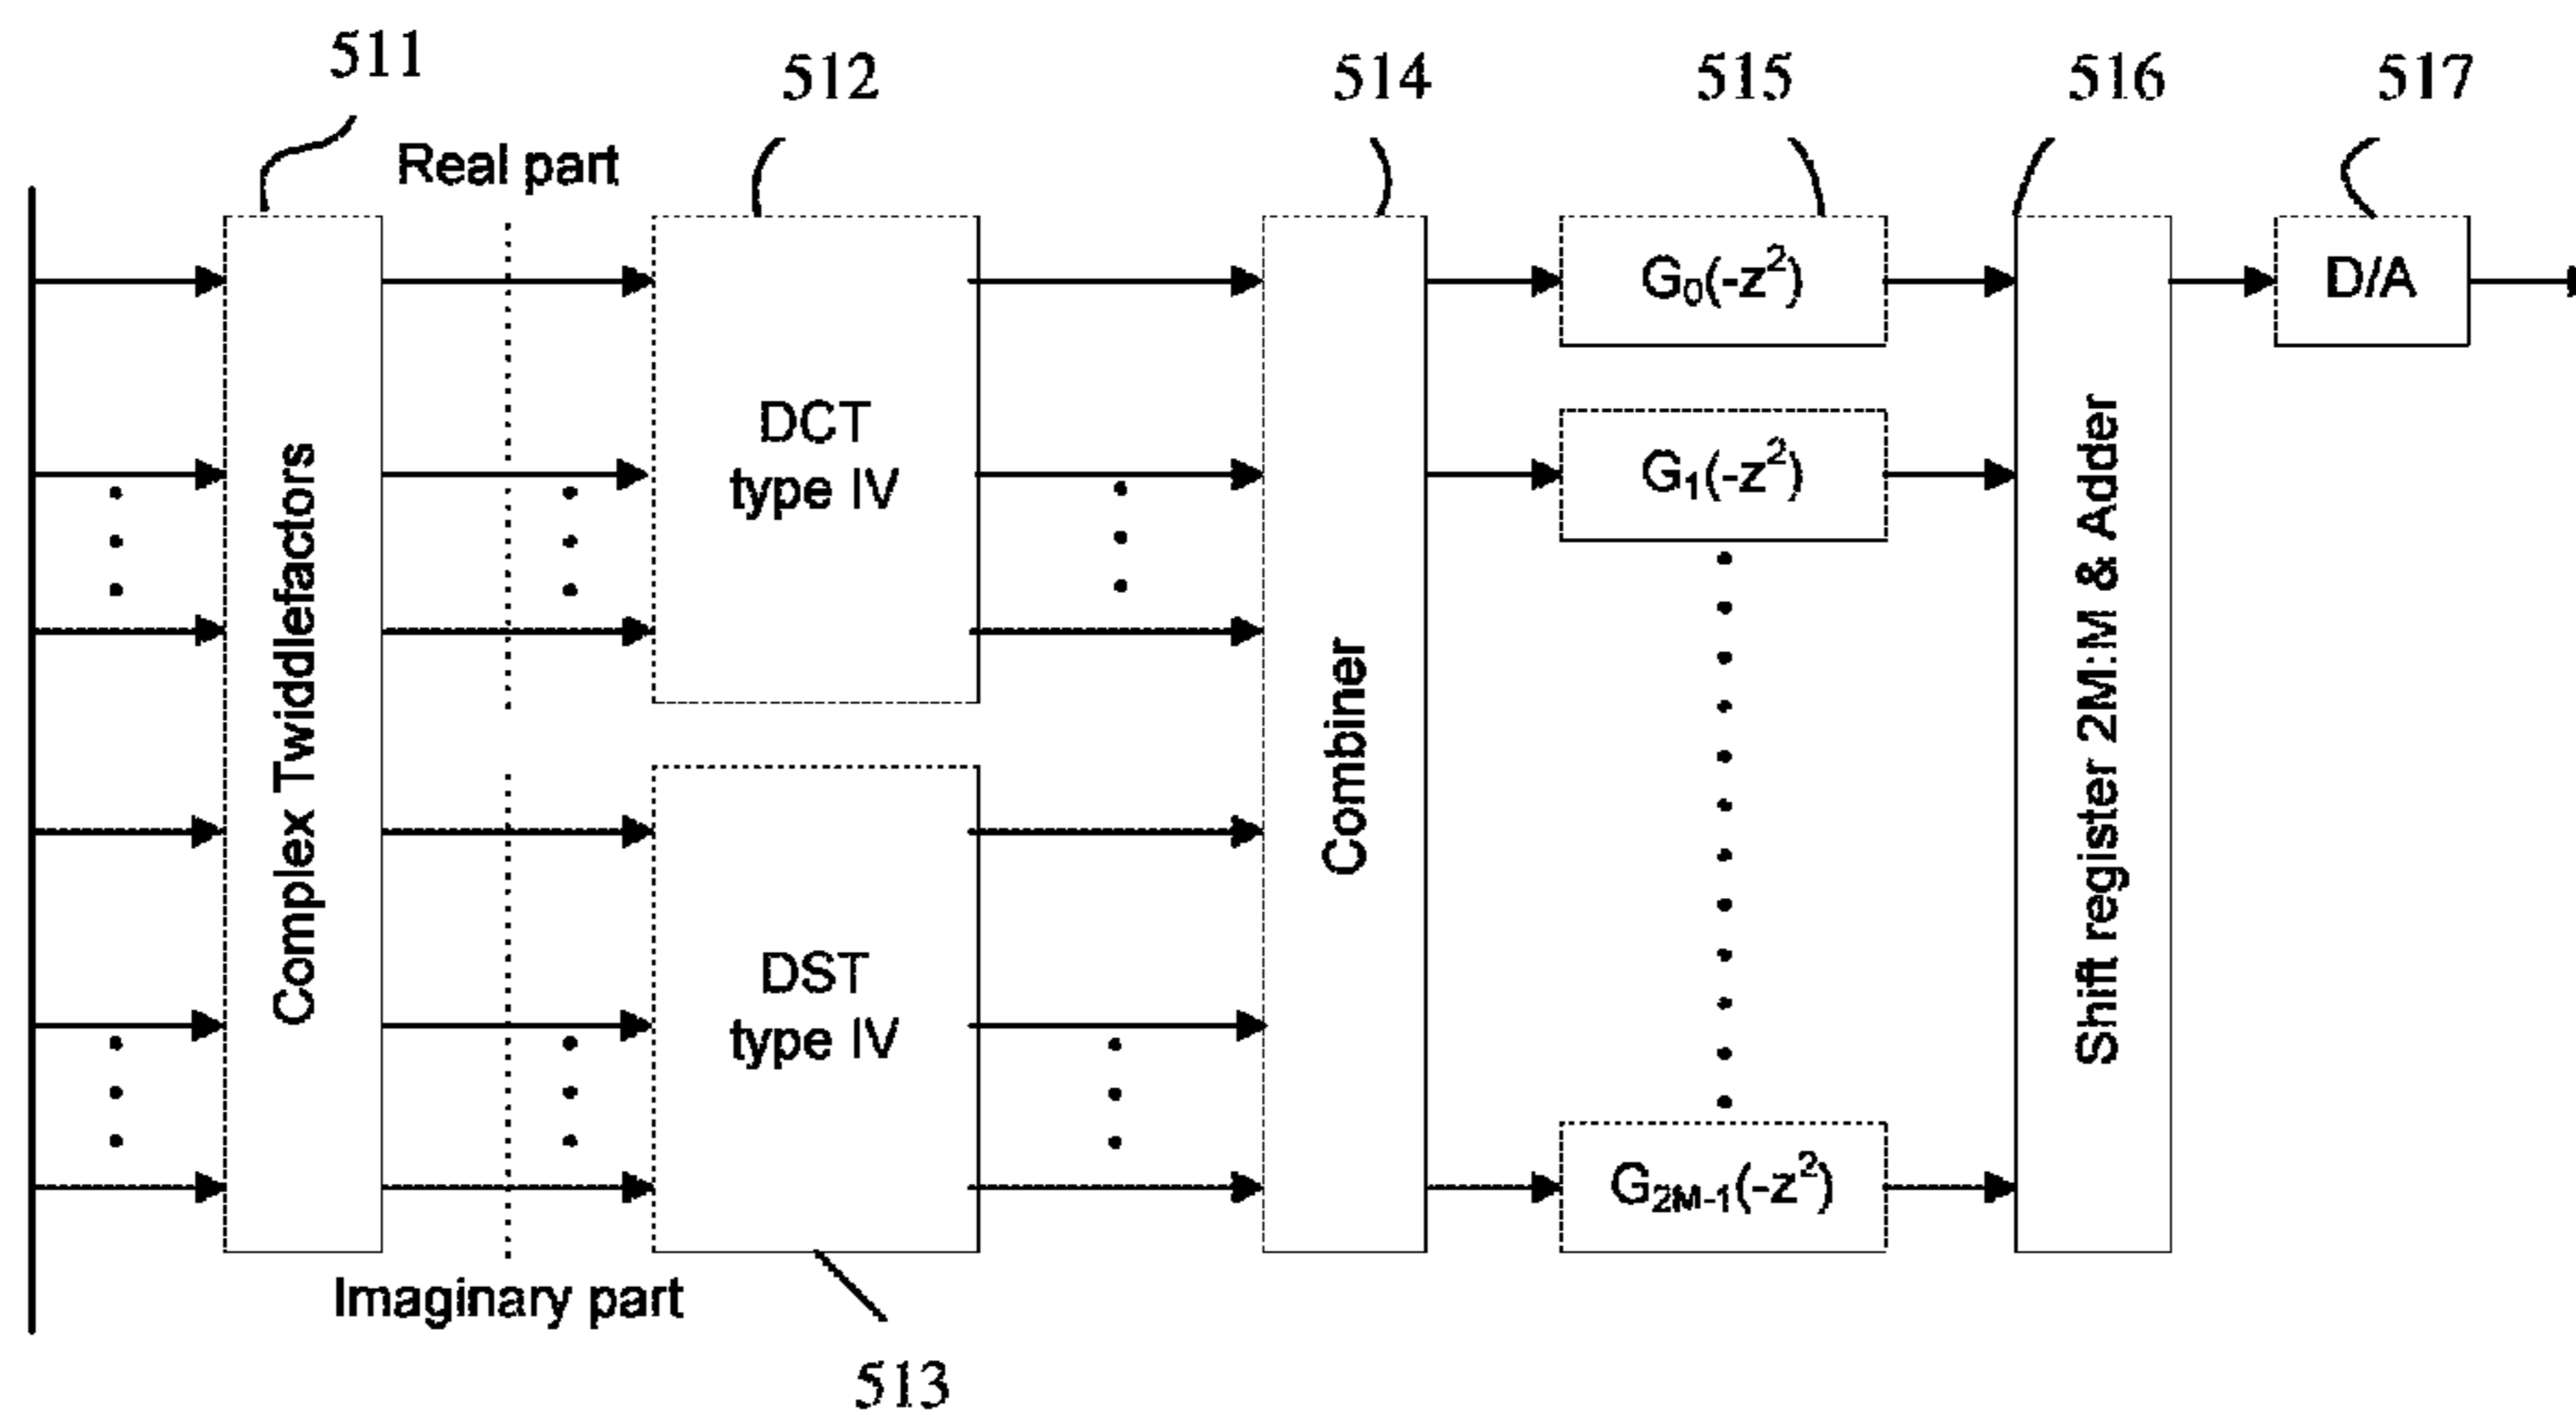 511
512
514
515
516
517
Real part
Complex Twiddlefactors
DCT
type IV
DST
type IV
Combiner
G₀(-z²)
G₁(-z²)
G₂ₘ₋₁(-z²)
Shift register 2M:M & Adder
D/A
Imaginary part
513